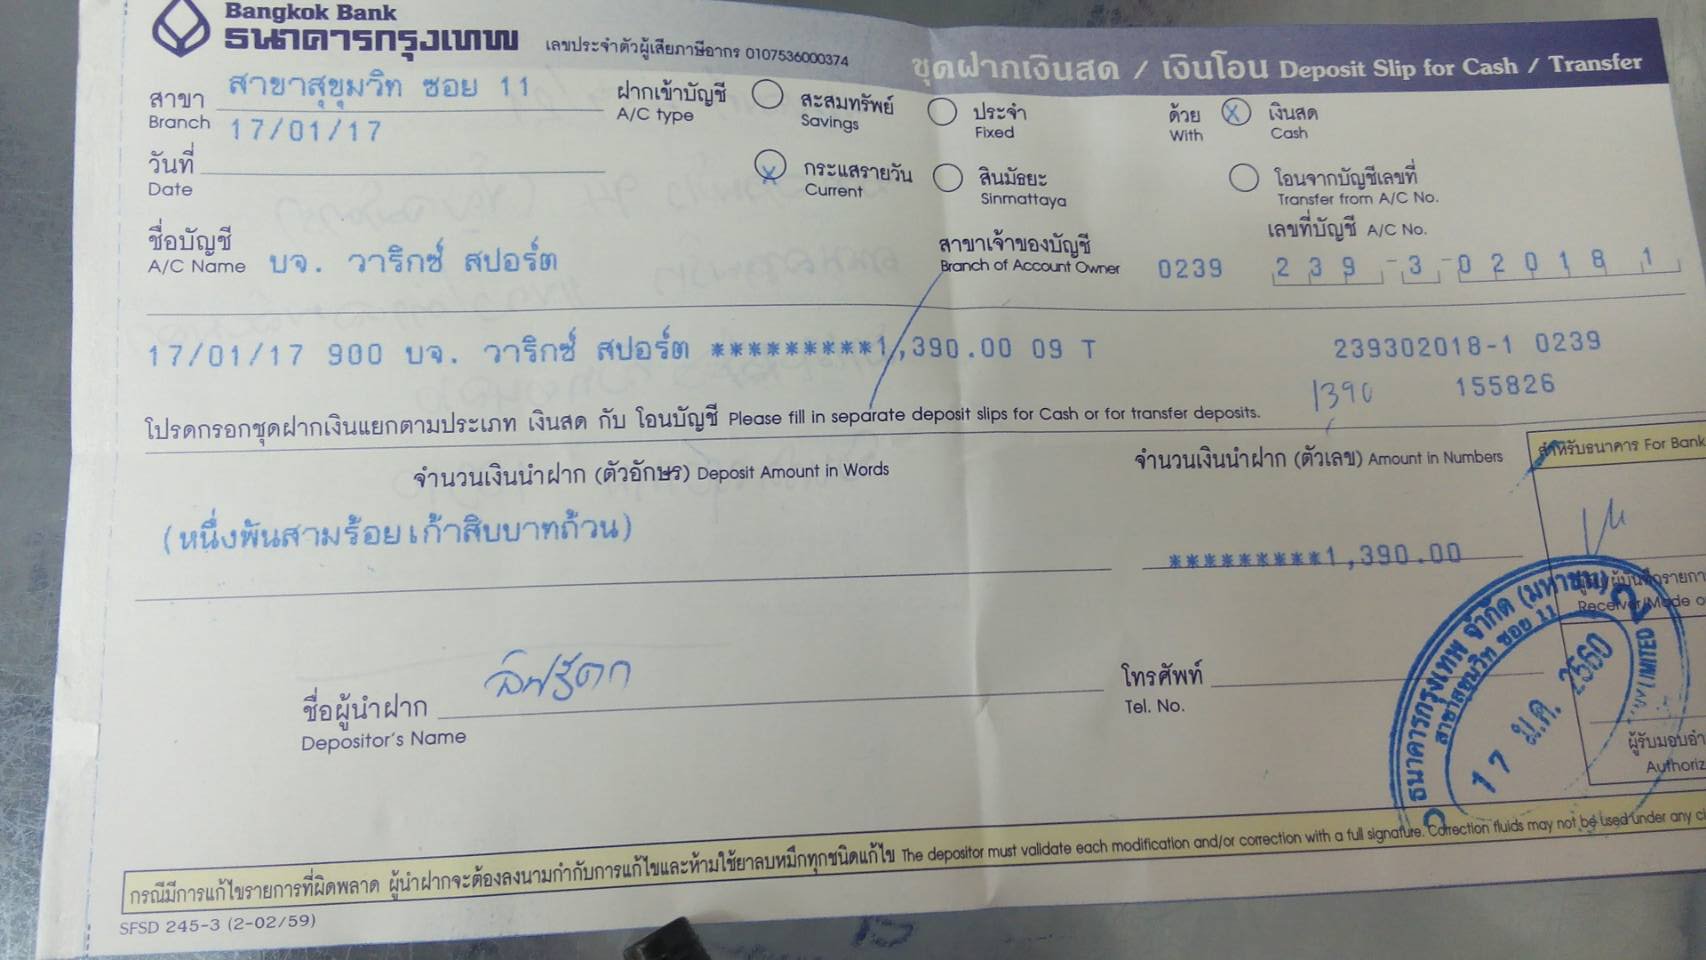 Bangkok Bank
ธนาคารกรุงเทพ เลขประจำตัวผู้เสียภาษีอากร 0107536000374
ชุดฝากเงินสด / เงินโอน Deposit Slip for Cash / Transfer
สาขา สาขาสุขุมวิท ซอย 11
Branch
17/01/17
วันที่
Date
ฝากเข้าบัญชี
A/C type
สะสมทรัพย์
Savings
ประจำ
Fixed
ด้วย
With
X เงินสด
Cash
x กระแสรายวัน
Current
สินมัธยะ
Sinmattaya
โอนจากบัญชีเลขที่
Transfer from A/C No.
ชื่อบัญชี
A/C Name บจ. วาริกซ์ สปอร์ต
สาขาเจ้าของบัญชี
Branch of Account Owner 0239
เลขที่บัญชี A/C No.
239-3-02018 1
17/01/17 900 บจ. วาริกซ์ สปอร์ต *********1,390.00 09 T 239302018-1 0239
1390 155826
โปรดกรอกชุดฝากเงินแยกตามประเภท เงินสด กับ โอนบัญชี Please fill in separate deposit slips for Cash or for transfer deposits.
จำนวนเงินนำฝาก (ตัวอักษร) Deposit Amount in Words
จำนวนเงินนำฝาก (ตัวเลข) Amount in Numbers
สำหรับธนาคาร For Bank
(หนึ่งพันสามร้อยเก้าสิบบาทถ้วน)
*********1,390.00
ผู้บันทึกรายกา
Receiver/Made o
ธนาคารกรุงเทพ จำกัด (มหาชน)
LIMITED
สาขาสุขุมวิท ซอย 11
17 ม.ค. 2560
ชื่อผู้นำฝาก
Depositor's Name
โทรศัพท์
Tel. No.
ผู้รับมอบอำ
Authoriz
กรณีมีการแก้ไขรายการที่ผิดพลาด ผู้นำฝากจะต้องลงนามกำกับการแก้ไขและห้ามใช้ยาลบหมึกทุกชนิดแก้ไข The depositor must validate each modification and/or correction with a full signature. Correction fluids may not be used under any ci
SFSD 245-3 (2-02/59)